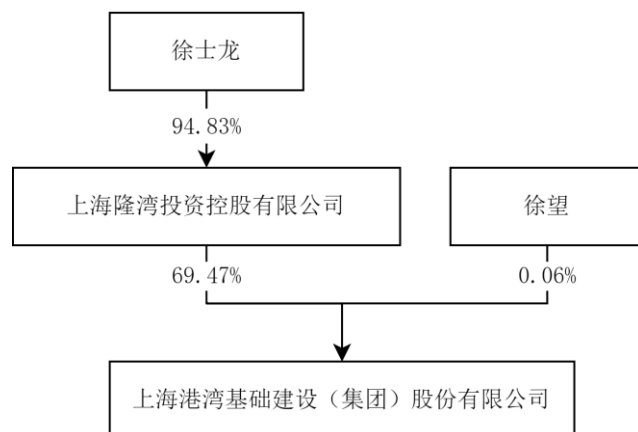 徐士龙
94.83%
上海隆湾投资控股有限公司
徐望
69.47%
0.06%
上海港湾基础建设（集团）股份有限公司